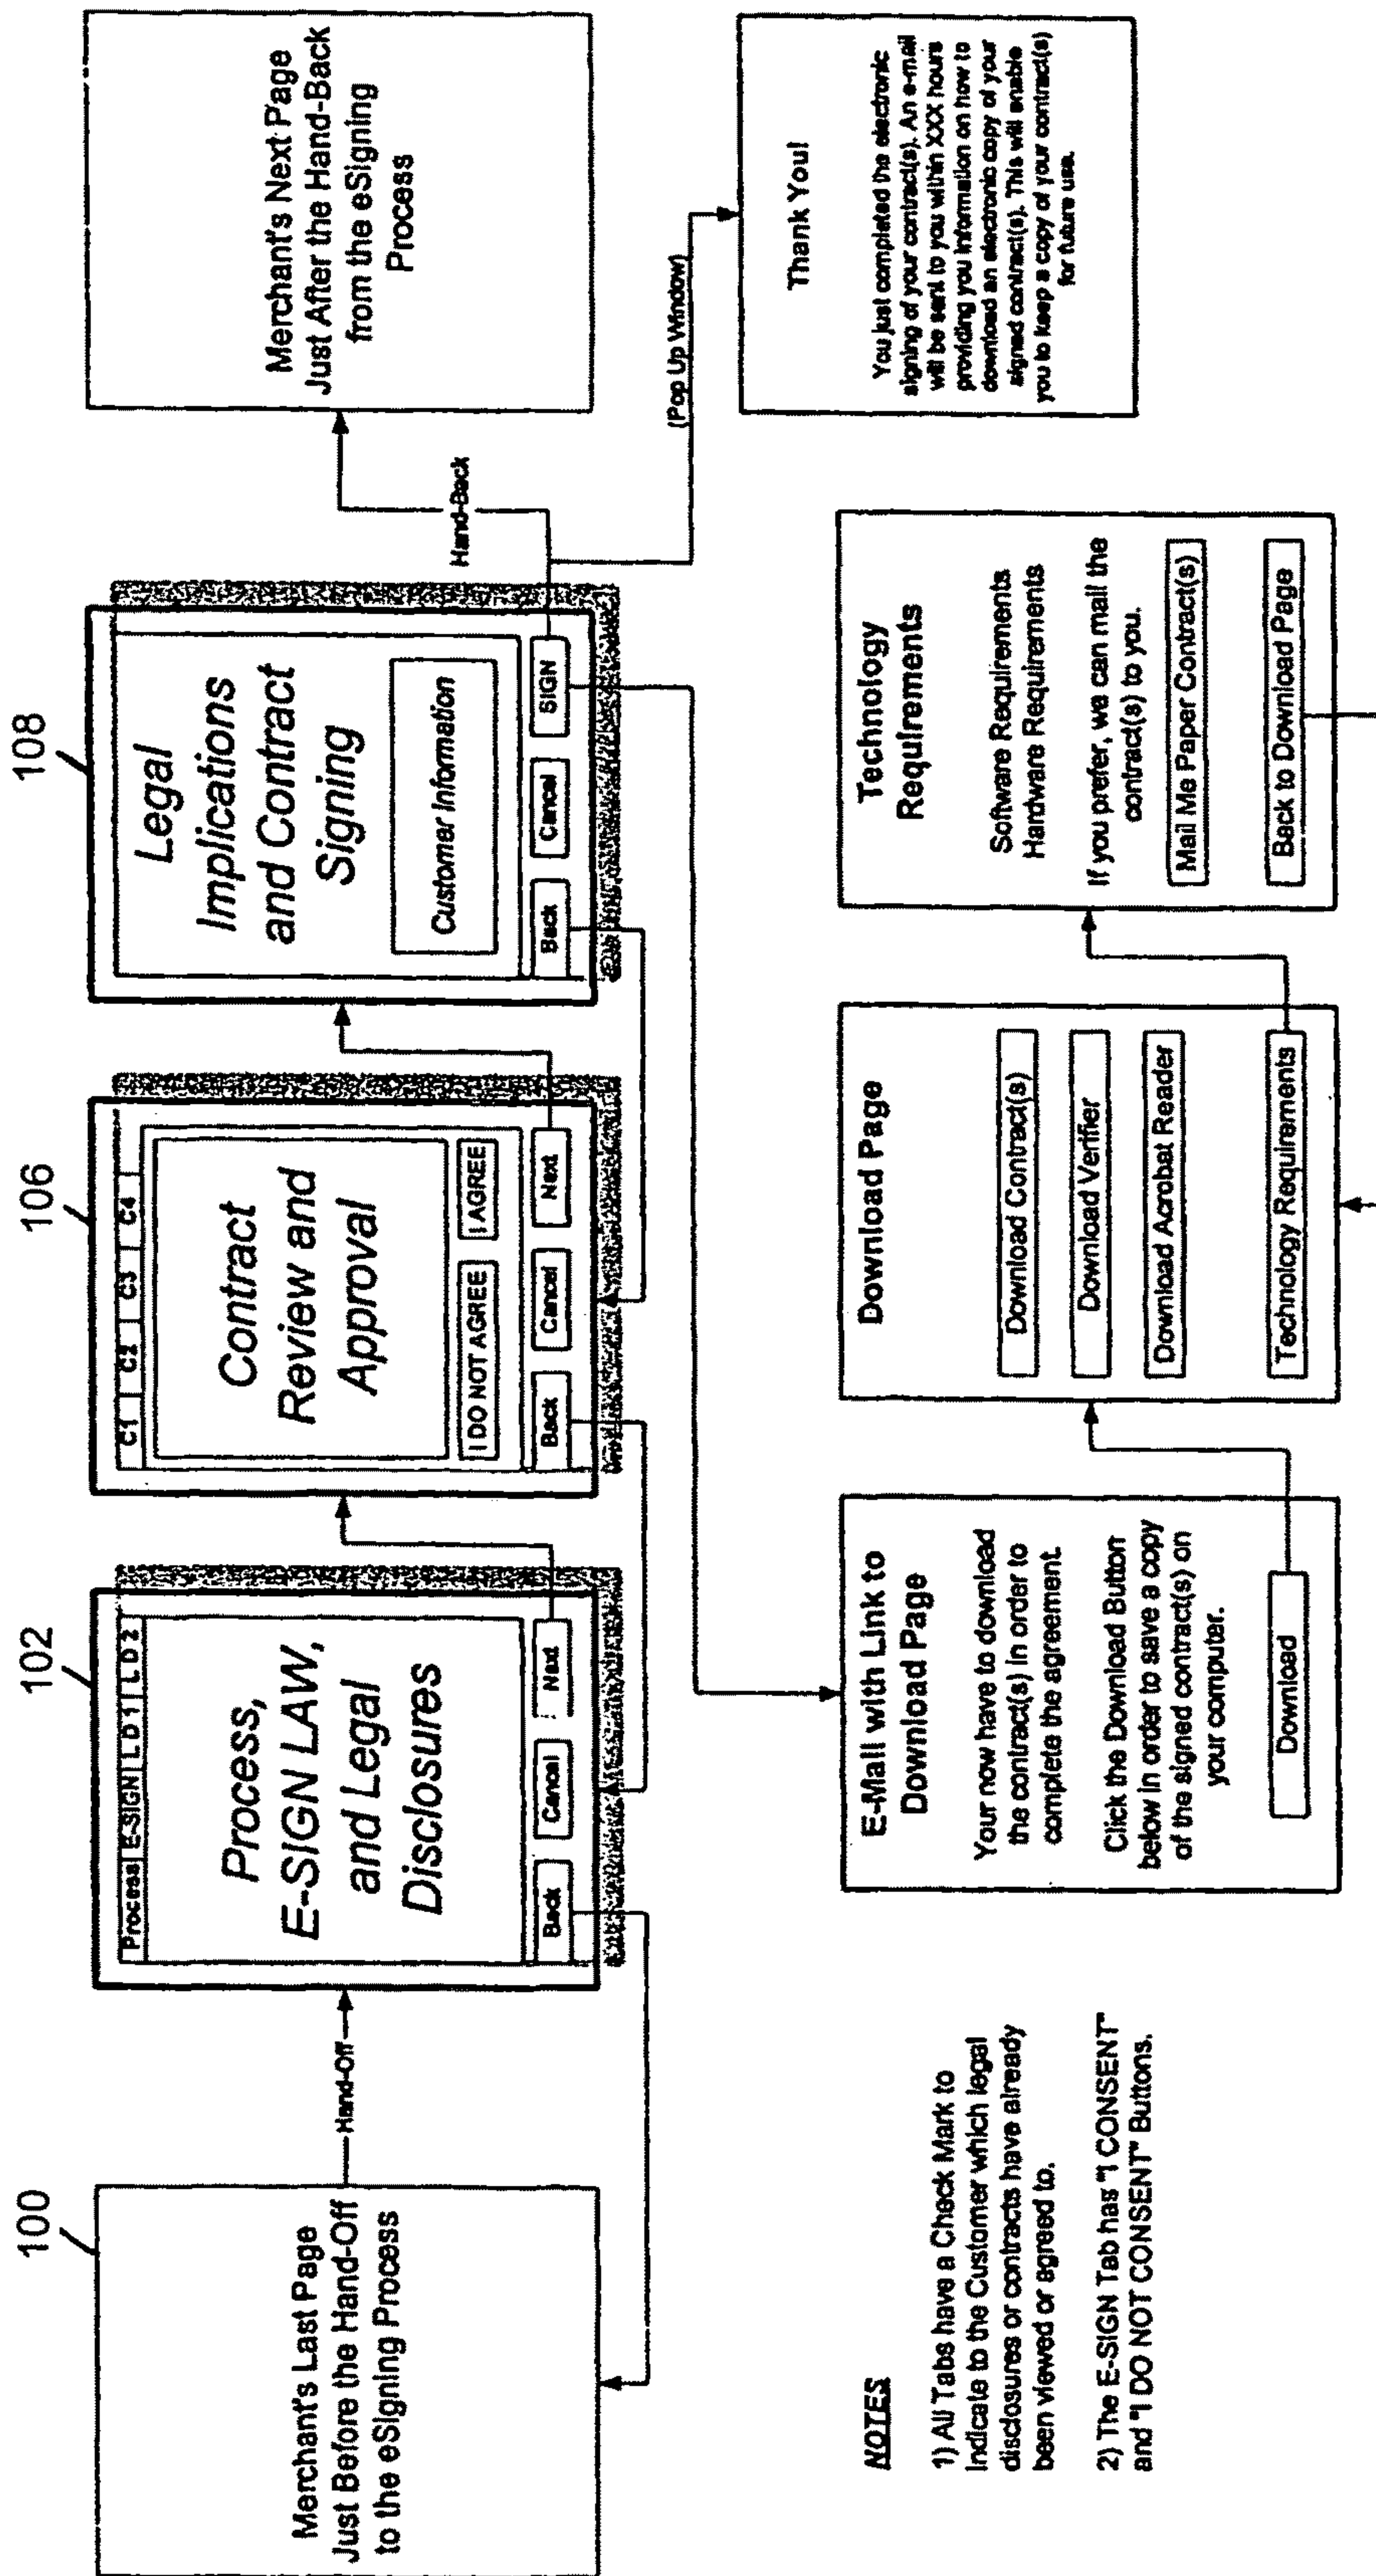 100
Merchant's Last Page
Just Before the Hand-Off
to the eSigning Process
Hand-Off
102
Process E-SIGN L D 1 L D 2
Process,
E-SIGN LAW,
and Legal
Disclosures
Back Cancel Next
106
C1 C2 C3 C4
Contract
Review and
Approval
I DO NOT AGREE I AGREE
Back Cancel Next
108
Legal
Implications
and Contract
Signing
Customer Information
Back Cancel SIGN
Hand-Back
Merchant's Next Page
Just After the Hand-Back
from the eSigning
Process
(Pop Up Window)
Thank You!
You just completed the electronic
signing of your contract(s). An e-mail
will be sent to you within XXX hours
providing you information on how to
download an electronic copy of your
signed contract(s). This will enable
you to keep a copy of your contract(s)
for future use.
NOTES
1) All Tabs have a Check Mark to
Indicate to the Customer which legal
disclosures or contracts have already
been viewed or agreed to.
2) The E-SIGN Tab has "I CONSENT"
and "I DO NOT CONSENT" Buttons.
E-Mail with Link to
Download Page
Your now have to download
the contract(s) in order to
complete the agreement.
Click the Download Button
below in order to save a copy
of the signed contract(s) on
your computer.
Download
Download Page
Download Contract(s)
Download Verifier
Download Acrobat Reader
Technology Requirements
Technology
Requirements
Software Requirements
Hardware Requirements
If you prefer, we can mail the
contract(s) to you.
Mail Me Paper Contract(s)
Back to Download Page